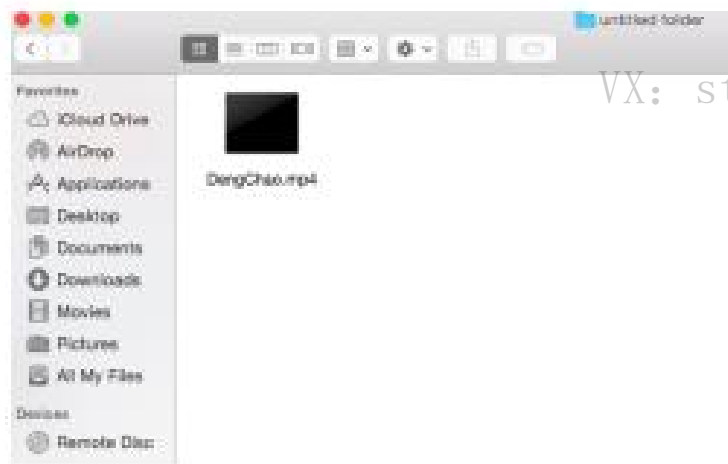 untitled folder
VX: st
Favorites
iCloud Drive
AirDrop
Applications
Desktop
Documents
Downloads
Movies
Pictures
All My Files
Devices
Remote Disc
DengChao.mp4